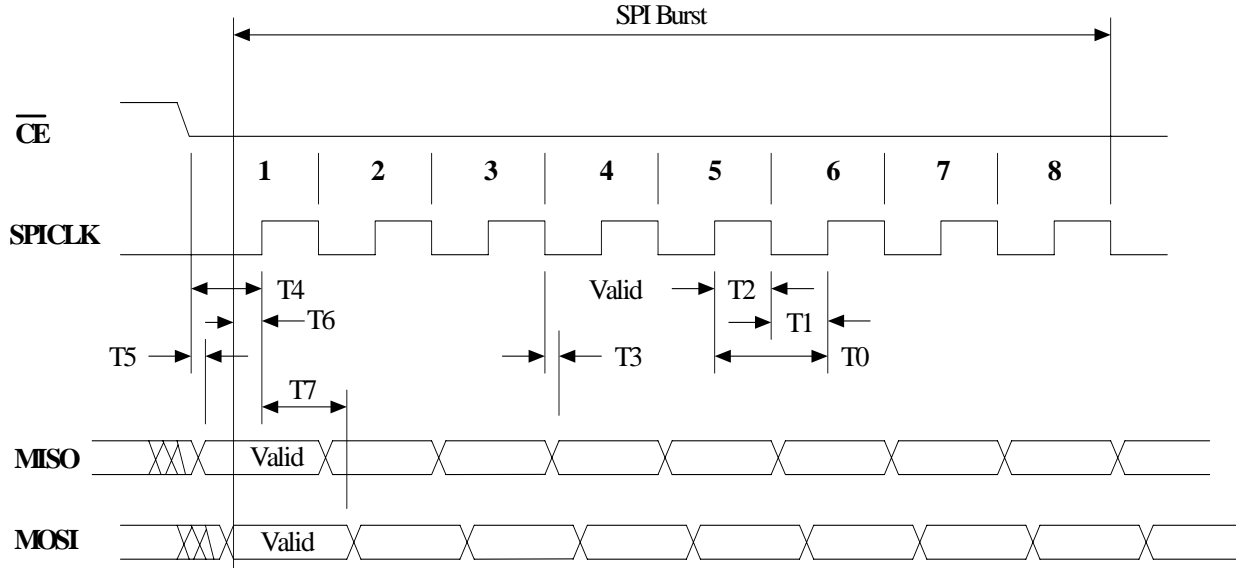 SPI Burst
CE
1 2 3 4 5 6 7 8
SPICLK
T4 Valid T2
T6 T1
T5 T3 T0
T7
MISO Valid
MOSI Valid